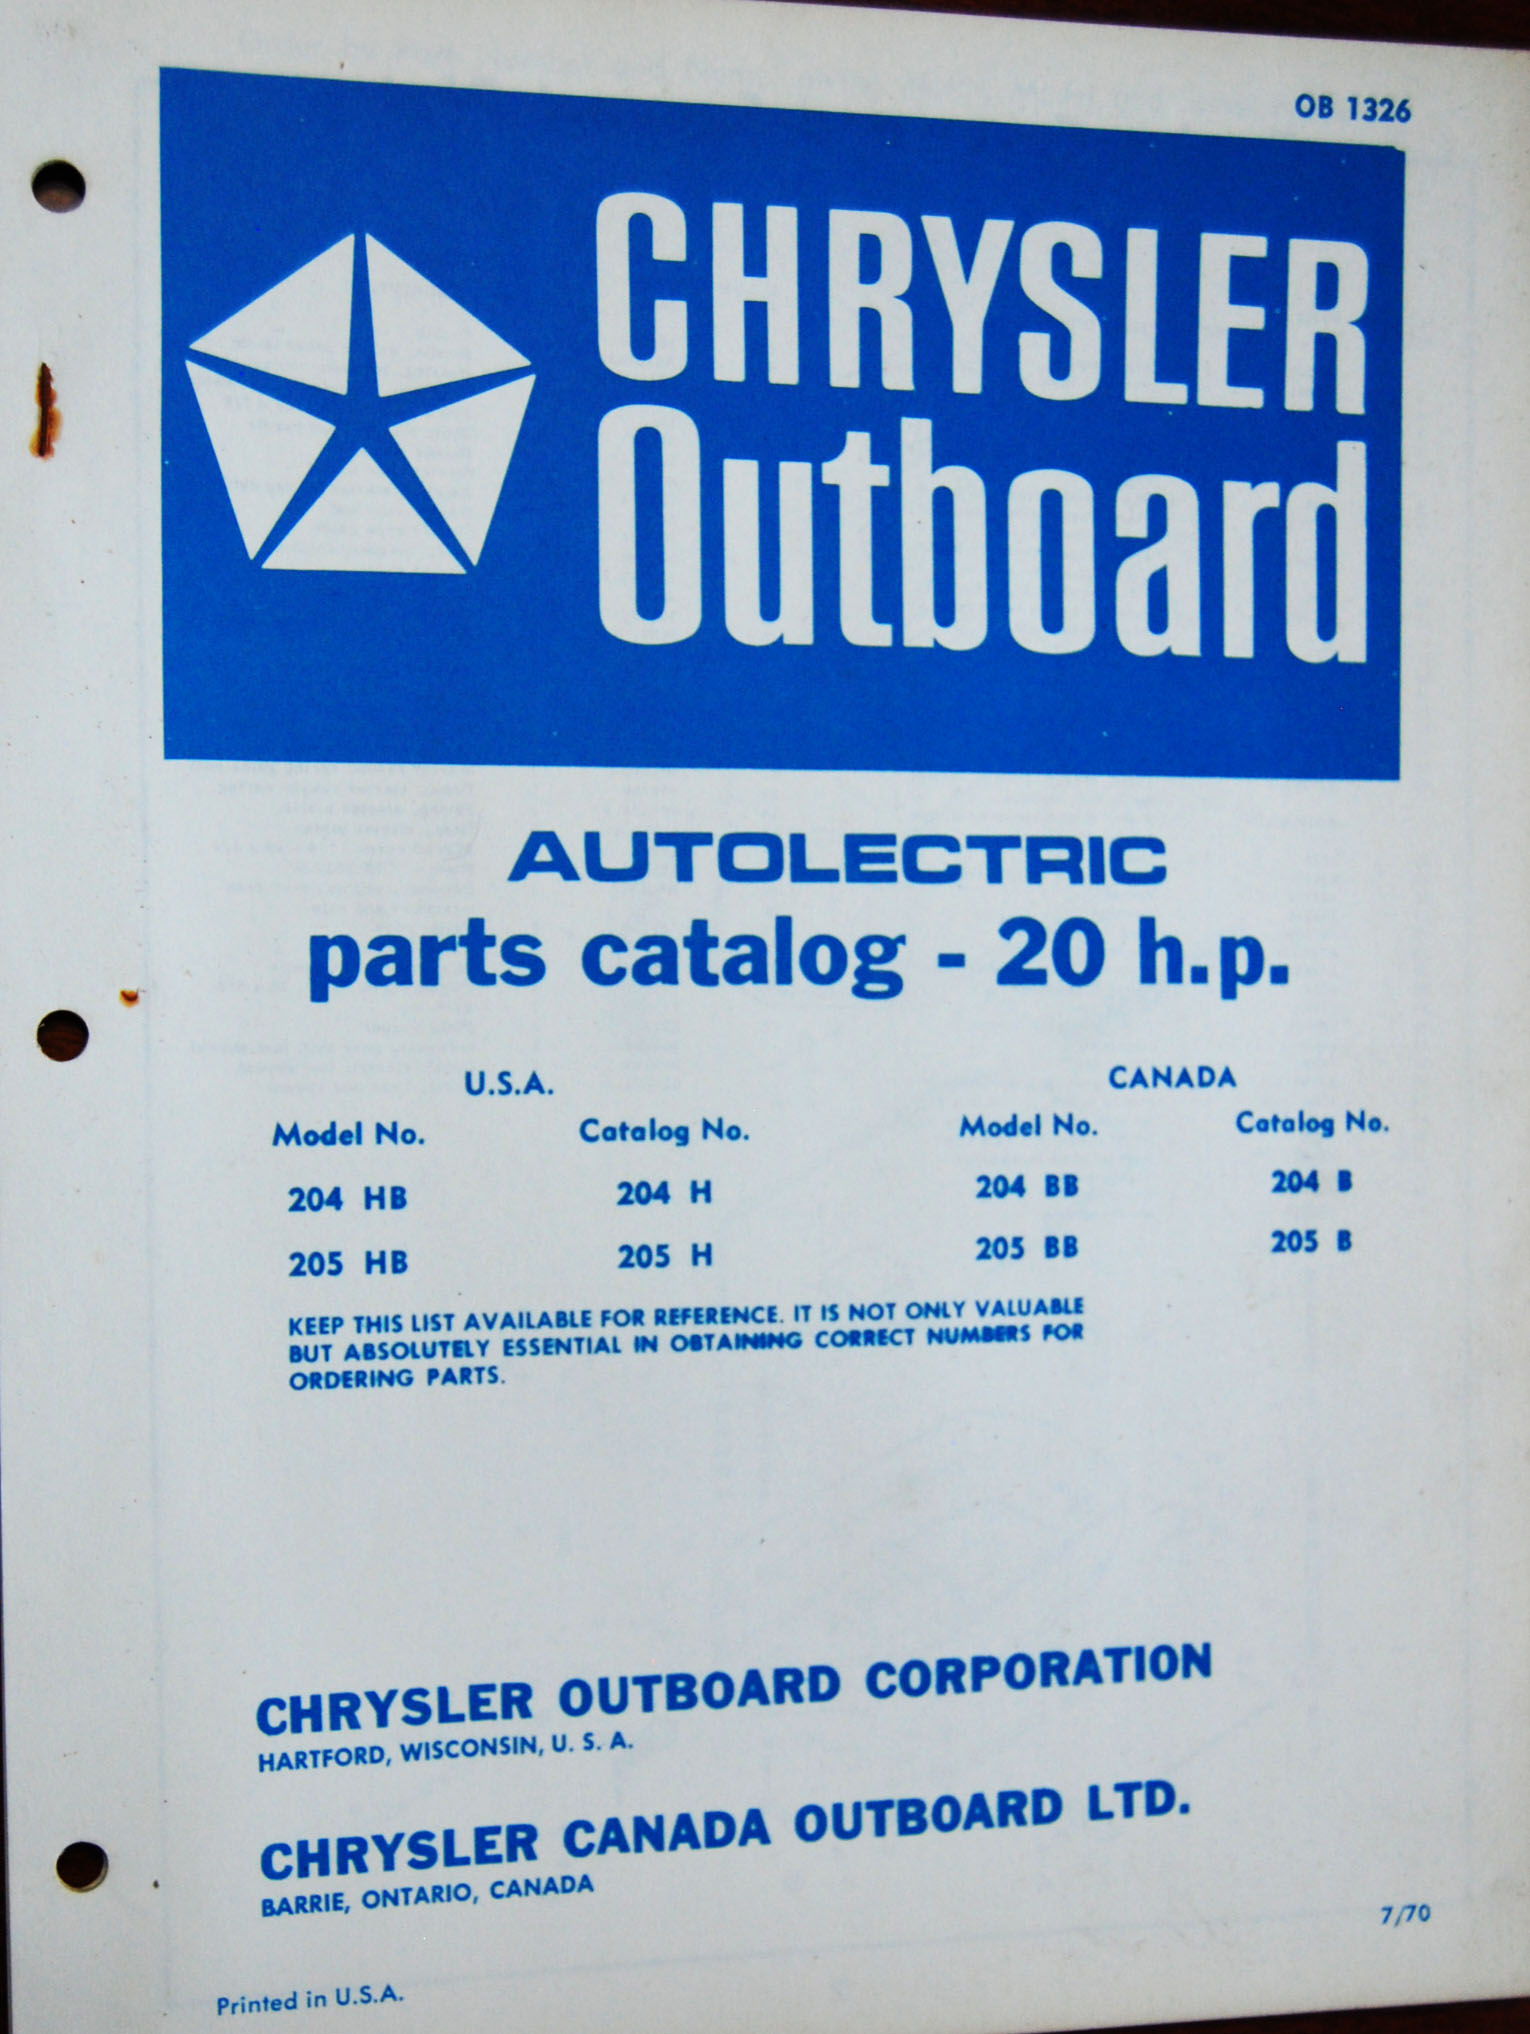 OB 1326
CHRYSLER
Outboard
AUTOLECTRIC
parts catalog - 20 h.p.
U.S.A. CANADA
Model No. Catalog No. Model No. Catalog No.
204 HB 204 H 204 BB 204 B
205 HB 205 H 205 BB 205 B
KEEP THIS LIST AVAILABLE FOR REFERENCE. IT IS NOT ONLY VALUABLE
BUT ABSOLUTELY ESSENTIAL IN OBTAINING CORRECT NUMBERS FOR
ORDERING PARTS.
CHRYSLER OUTBOARD CORPORATION
HARTFORD, WISCONSIN, U. S. A.
CHRYSLER CANADA OUTBOARD LTD.
BARRIE, ONTARIO, CANADA
7/70
Printed in U.S.A.